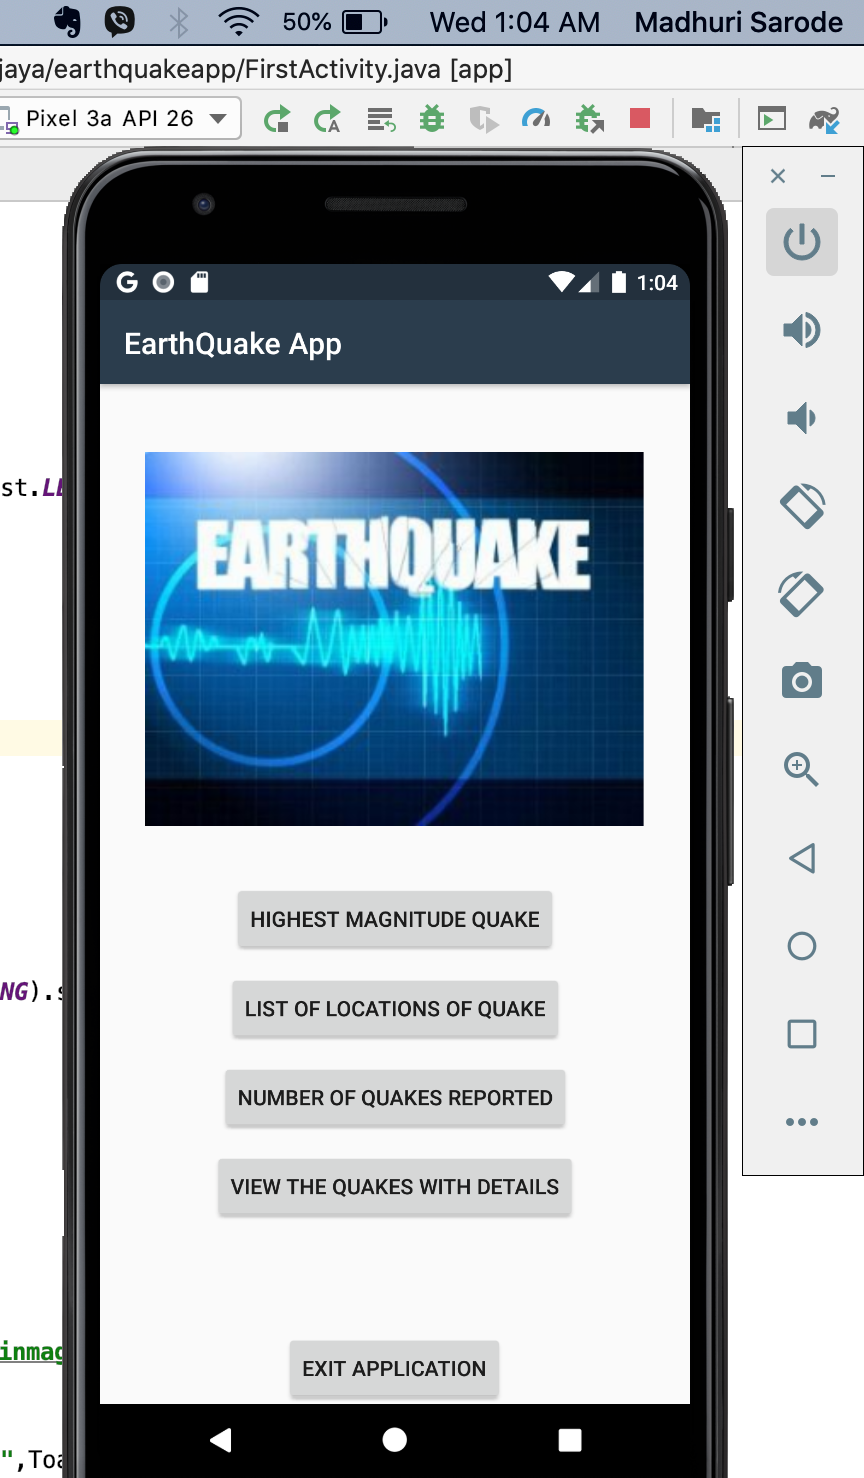 50% Wed 1:04 AM Madhuri Sarode
jaya/earthquakeapp/FirstActivity.java [app]
Pixel 3a API 26
G 1:04
EarthQuake App
st.LE
EARTHQUAKE
HIGHEST MAGNITUDE QUAKE
NG).s
LIST OF LOCATIONS OF QUAKE
NUMBER OF QUAKES REPORTED
VIEW THE QUAKES WITH DETAILS
inmag
EXIT APPLICATION
",Toa